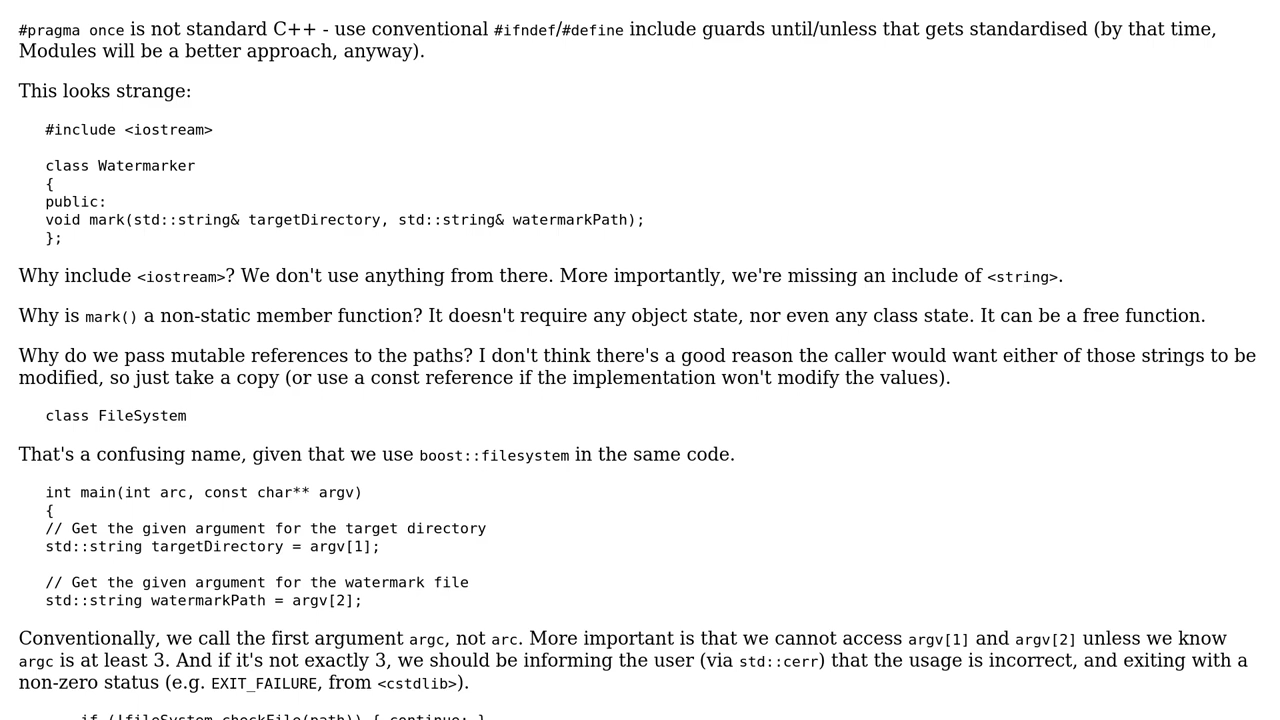 #pragma once is not standard C++ - use conventional #ifndef/#define include guards until/unless that gets standardised (by that time,
Modules will be a better approach, anyway).
This looks strange:
#include <iostream>
class Watermarker
{
public:
void mark(std::string& targetDirectory, std::string& watermarkPath);
};
Why include <iostream>? We don't use anything from there. More importantly, we're missing an include of <string>.
Why is mark() a non-static member function? It doesn't require any object state, nor even any class state. It can be a free function.
Why do we pass mutable references to the paths? I don't think there's a good reason the caller would want either of those strings to be
modified, so just take a copy (or use a const reference if the implementation won't modify the values).
class FileSystem
That's a confusing name, given that we use boost::filesystem in the same code.
int main(int arc, const char** argv)
{
// Get the given argument for the target directory
std::string targetDirectory = argv[1];
// Get the given argument for the watermark file
std::string watermarkPath = argv[2];
Conventionally, we call the first argument argc, not arc. More important is that we cannot access argv[1] and argv[2] unless we know
argc is at least 3. And if it's not exactly 3, we should be informing the user (via std::cerr) that the usage is incorrect, and exiting with a
non-zero status (e.g. EXIT_FAILURE, from <cstdlib>).
if (!fileSystem.checkFile(path)) { continue; }